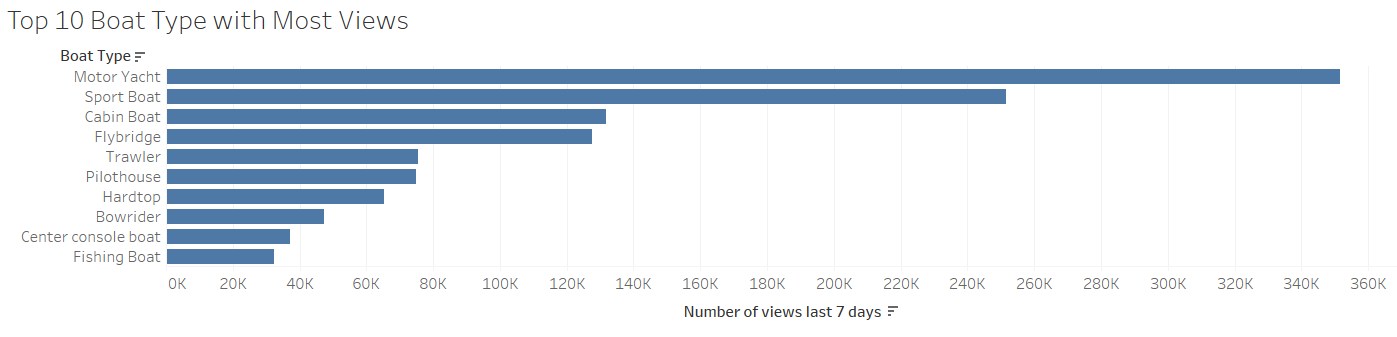 Top 10 Boat Type with Most Views
Boat Type
Motor Yacht
Sport Boat
Cabin Boat
Flybridge
Trawler
Pilothouse
Hardtop
Bowrider
Center console boat
Fishing Boat
0K 20K 40K 60K 80K 100K 120K 140K 160K 180K 200K 220K 240K 260K 280K 300K 320K 340K 360K
Number of views last 7 days